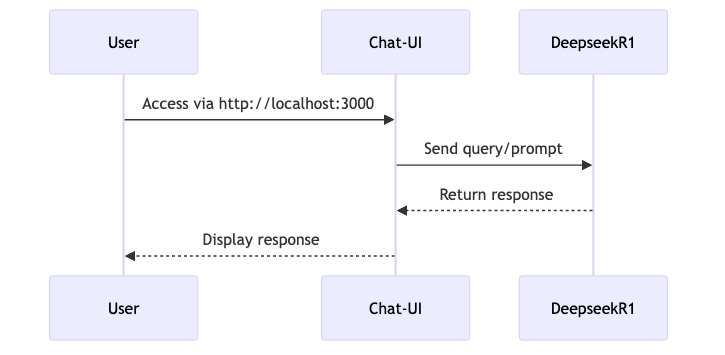 User Chat-UI DeepseekR1
Access via http://localhost:3000
Send query/prompt
Return response
Display response
User Chat-UI DeepseekR1